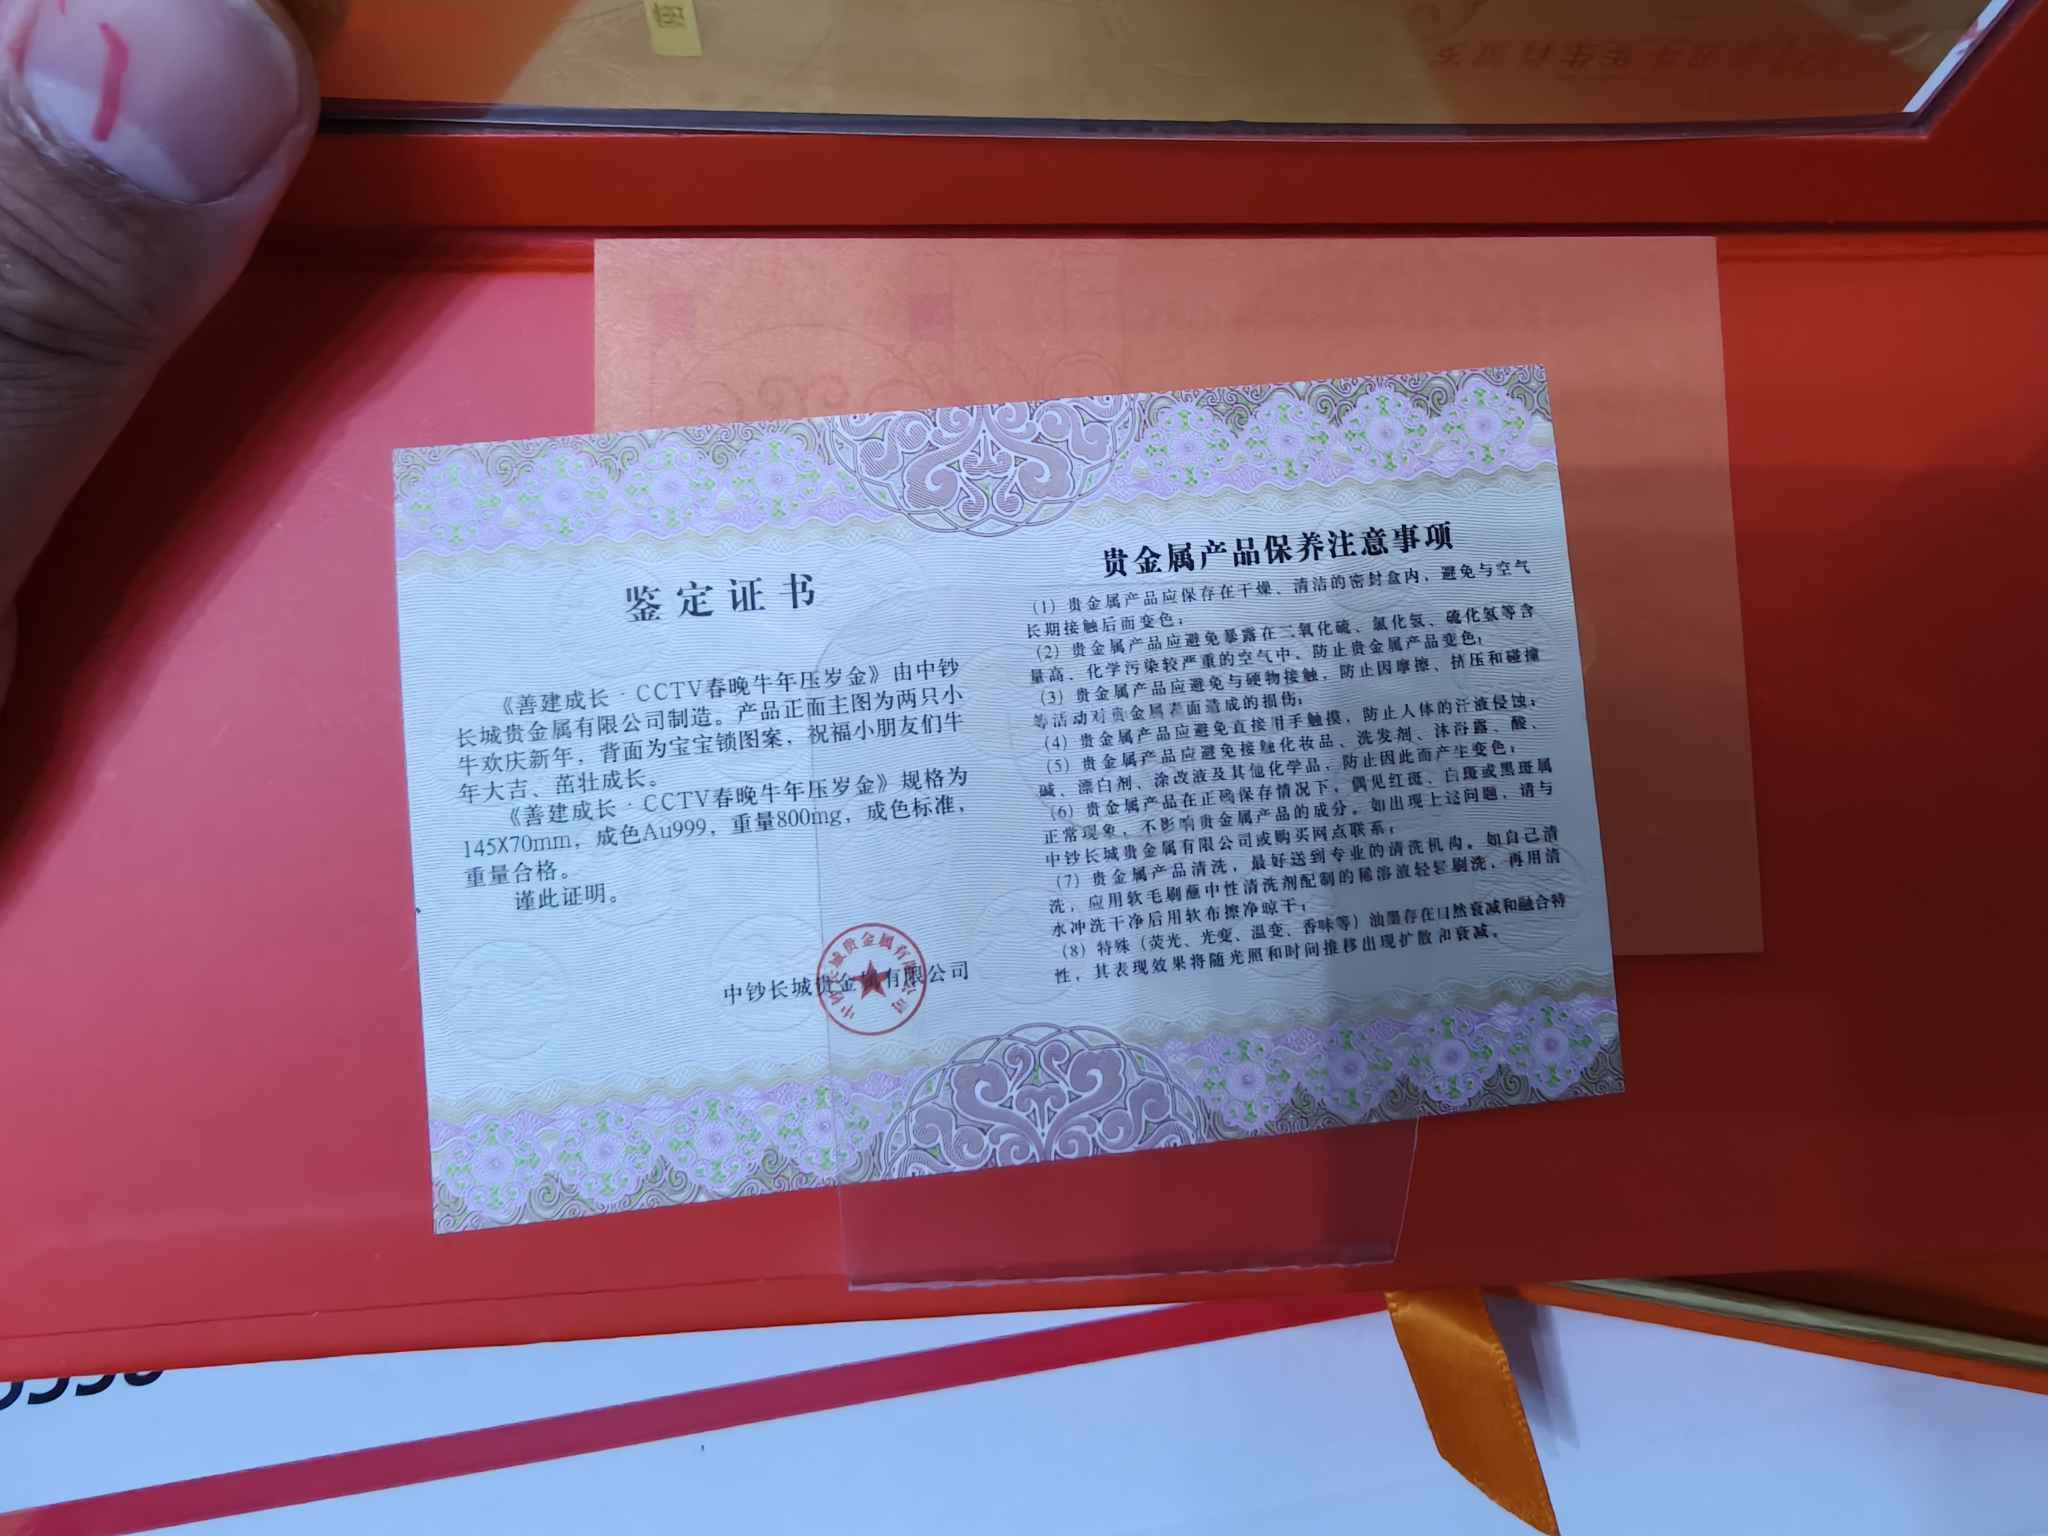 鉴定证书
《善建成长·CCTV春晚牛年压岁金》由中钞
长城贵金属有限公司制造。产品正面主图为两只小
牛欢庆新年，背面为宝宝锁图案，祝福小朋友们牛
年大吉、茁壮成长。
《善建成长·CCTV春晚牛年压岁金》规格为
145X70mm，成色Au999，重量800mg，成色标准，
重量合格。
谨此证明。
中钞长城贵金属有限公司
中钞长城贵金属有限公司
贵金属产品保养注意事项
（1）贵金属产品应保存在干燥、清洁的密封盒内，避免与空气
长期接触后而变色；
（2）贵金属产品应避免暴露在二氧化硫、氯化氢、硫化氢等含
量高、化学污染较严重的空气中。防止贵金属产品变色；
（3）贵金属产品应避免与硬物接触，防止因摩擦、挤压和碰撞
等活动对贵金属表面造成的损伤；
（4）贵金属产品应避免直接用手触摸，防止人体的汗液侵蚀；
（5）贵金属产品应避免接触化妆品、洗发剂、沐浴露、酸、
碱、漂白剂、涂改液及其他化学品，防止因此而产生变色；
（6）贵金属产品在正确保存情况下，偶见红斑、白斑或黑斑属
正常现象，不影响贵金属产品的成分。如出现上述问题，请与
中钞长城贵金属有限公司或购买网点联系；
（7）贵金属产品清洗，最好送到专业的清洗机构。如自己清
洗，应用软毛刷蘸中性清洗剂配制的稀溶液轻轻刷洗，再用清
水冲洗干净后用软布擦净晾干；
（8）特殊（荧光、光变、温变、香味等）油墨存在自然衰减和融合特
性，其表现效果将随光照和时间推移出现扩散和衰减。